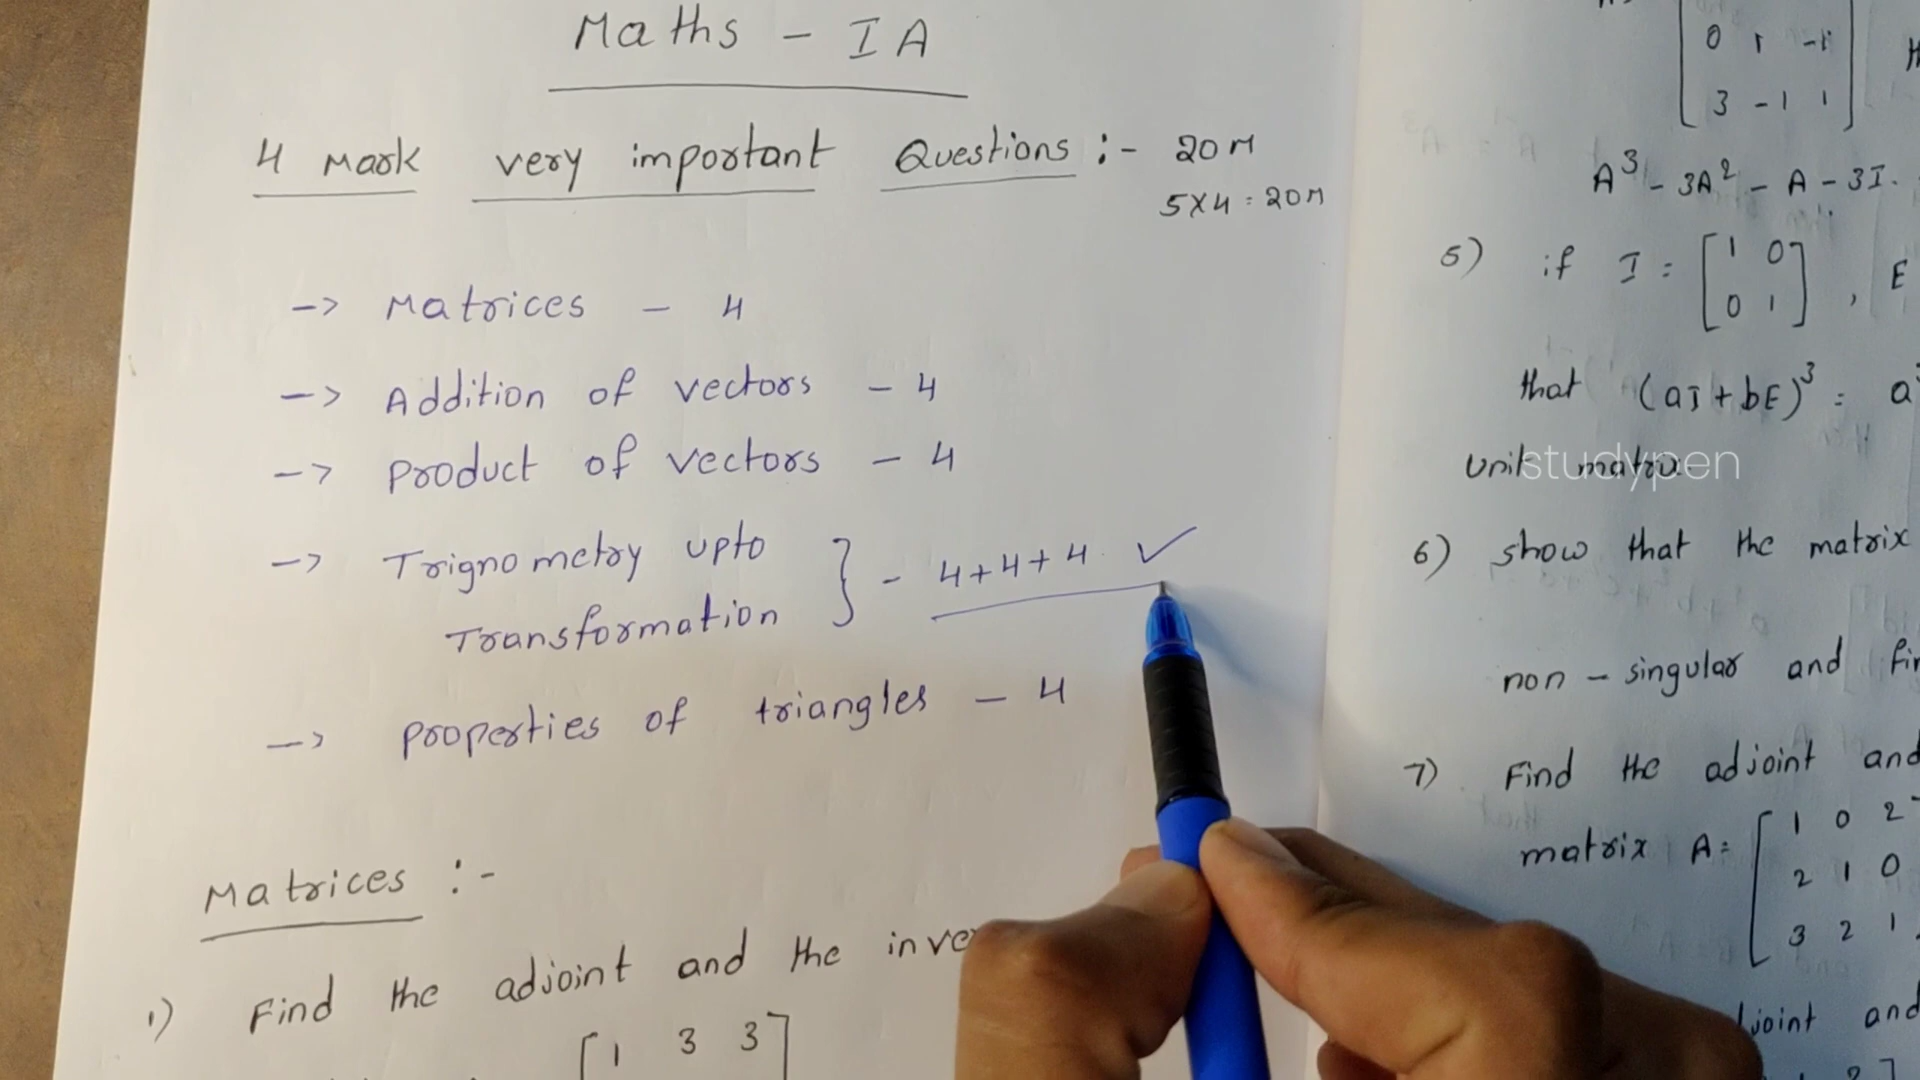 Maths - IA
4 Mark very important Questions :- 20M
5X4 = 20M
-> Matrices - 4
-> Addition of vectors - 4
-> product of vectors - 4
-> Trignometry upto
Transformation } - 4+4+4 ✓
-> properties of triangles - 4
Matrices :-
1) Find the adjoint and the inve
[1 3 3]
0 1 -1
3 -1 1
A³ - 3A² - A - 3I.
5) if I = [1 0
0 1], E
that (aI + bE)³ = a
unit matrix
studypen
6) show that the matrix
non-singular and fin
7) Find the adjoint and
matrix A = [1 0 2
2 1 0
3 2 1
djoint and